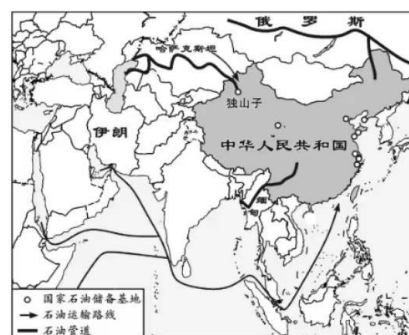 俄罗斯
哈萨克斯坦
独山子
伊朗
中华人民共和国
缅甸
国家石油储备基地
石油运输路线
石油管道